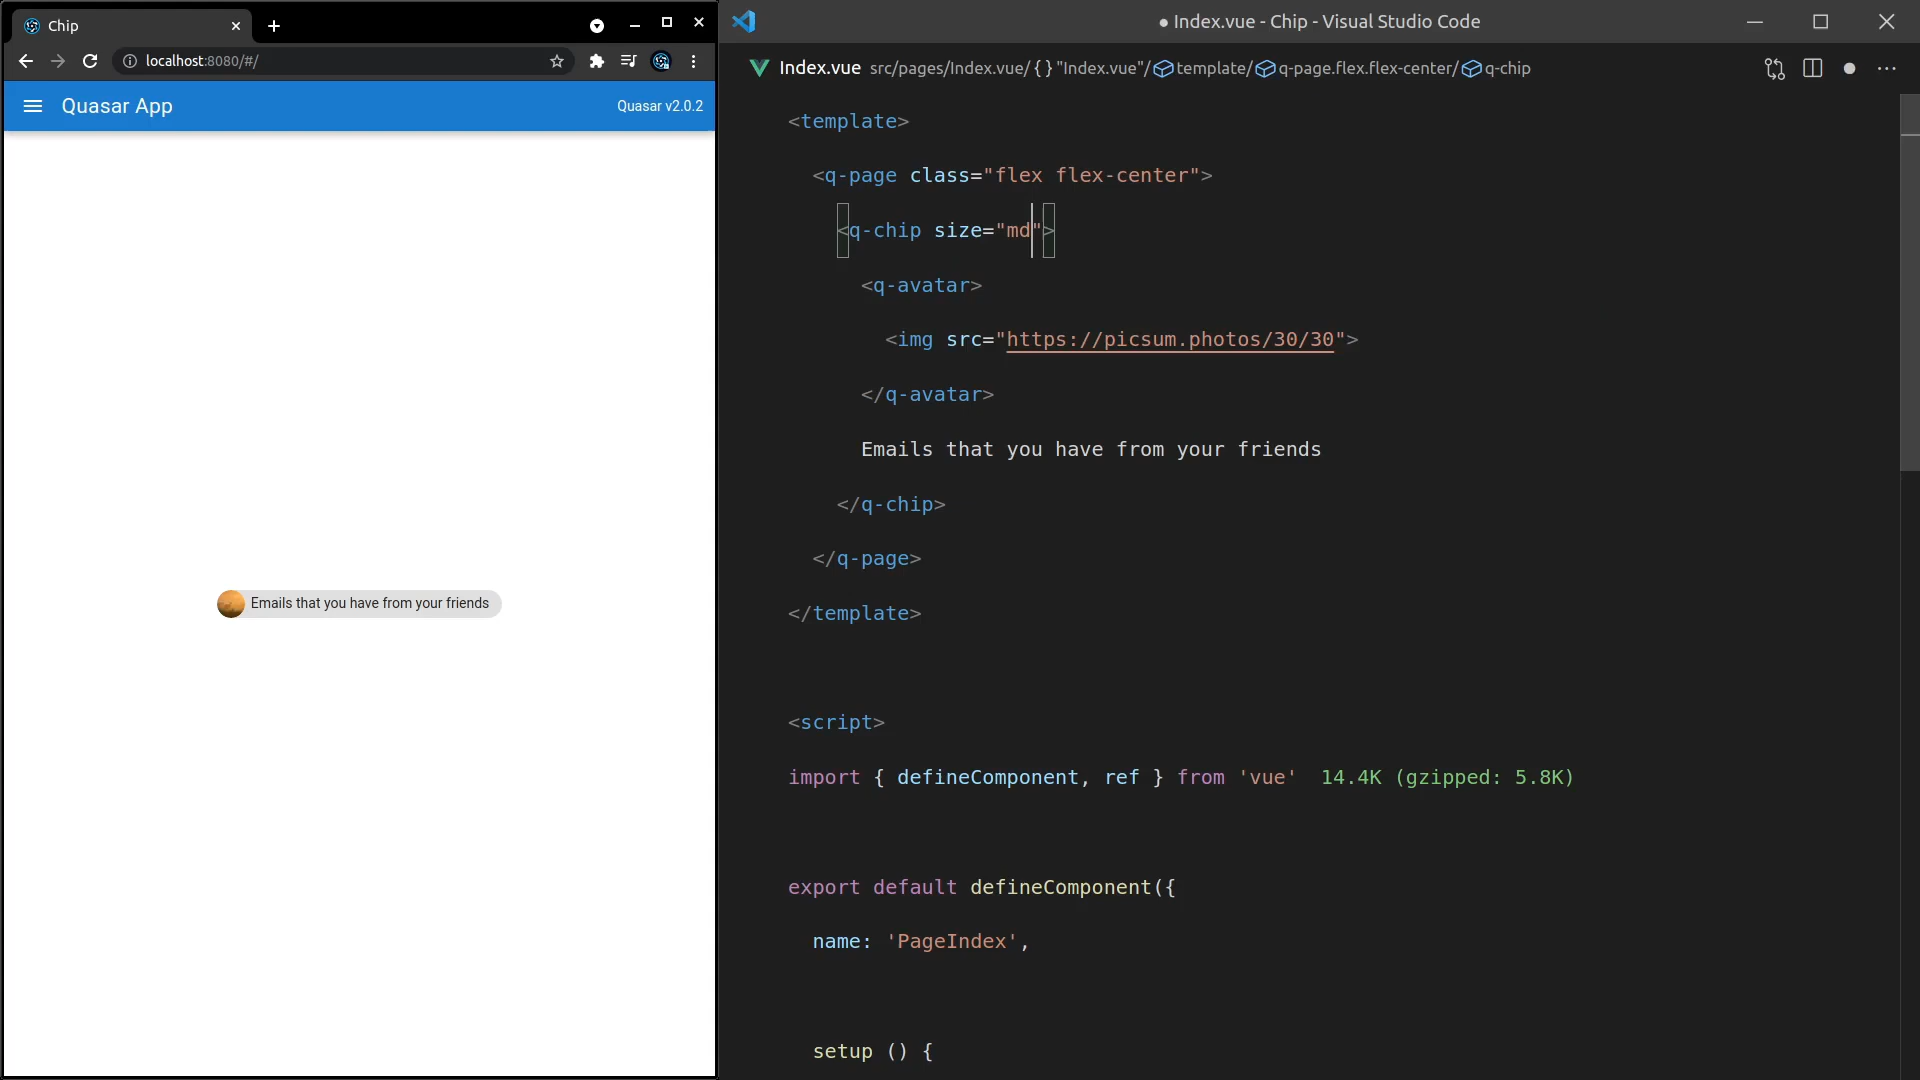 Chip
localhost:8080/#/
Quasar App
Quasar v2.0.2
Emails that you have from your friends
● Index.vue - Chip - Visual Studio Code
Index.vue src/pages/Index.vue/ { } "Index.vue"/ template/ q-page.flex.flex-center/ q-chip
<template>
<q-page class="flex flex-center">
<q-chip size="md">
<q-avatar>
<img src="https://picsum.photos/30/30">
</q-avatar>
Emails that you have from your friends
</q-chip>
</q-page>
</template>
<script>
import { defineComponent, ref } from 'vue' 14.4K (gzipped: 5.8K)
export default defineComponent({
name: 'PageIndex',
setup () {